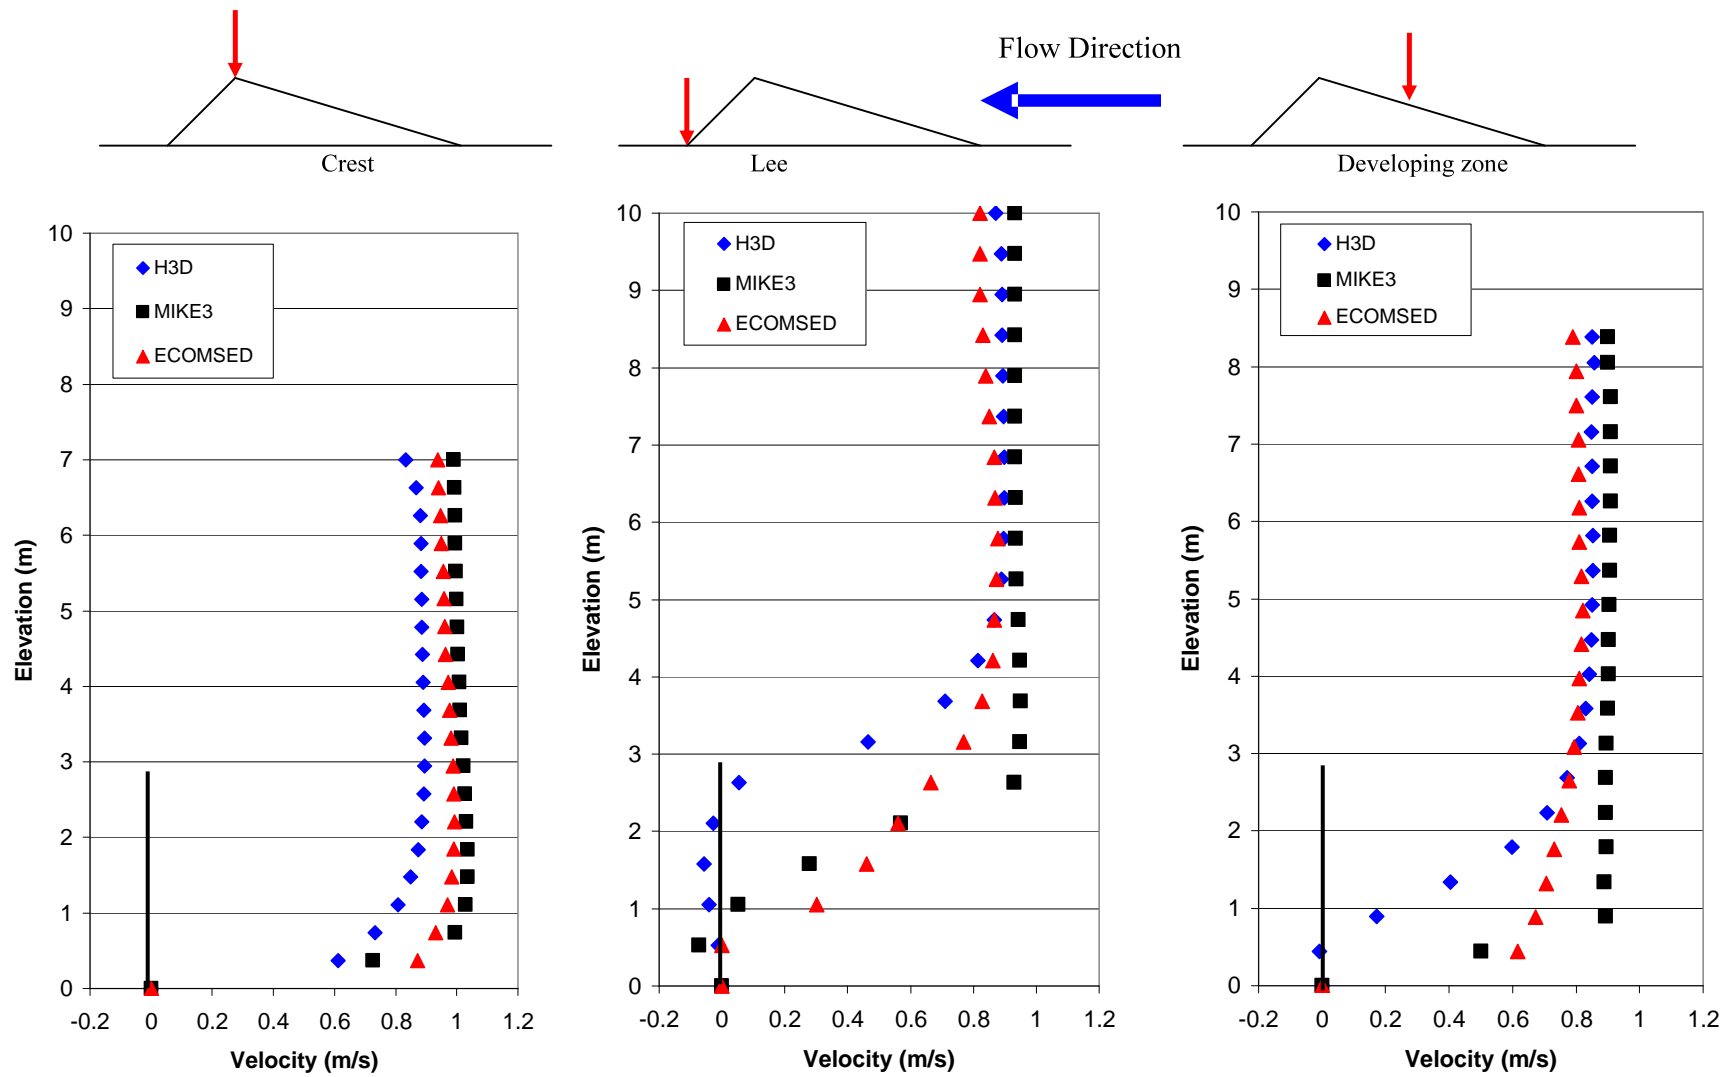 Flow Direction
Crest
Lee
Developing zone
10
9
8
7
6
5
4
3
2
1
0
-0.2 0 0.2 0.4 0.6 0.8 1 1.2
Elevation (m)
Velocity (m/s)
H3D
MIKE3
ECOMSED
10
9
8
7
6
5
4
3
2
1
0
-0.2 0 0.2 0.4 0.6 0.8 1 1.2
Elevation (m)
Velocity (m/s)
H3D
MIKE3
ECOMSED
10
9
8
7
6
5
4
3
2
1
0
-0.2 0 0.2 0.4 0.6 0.8 1 1.2
Elevation (m)
Velocity (m/s)
H3D
MIKE3
ECOMSED